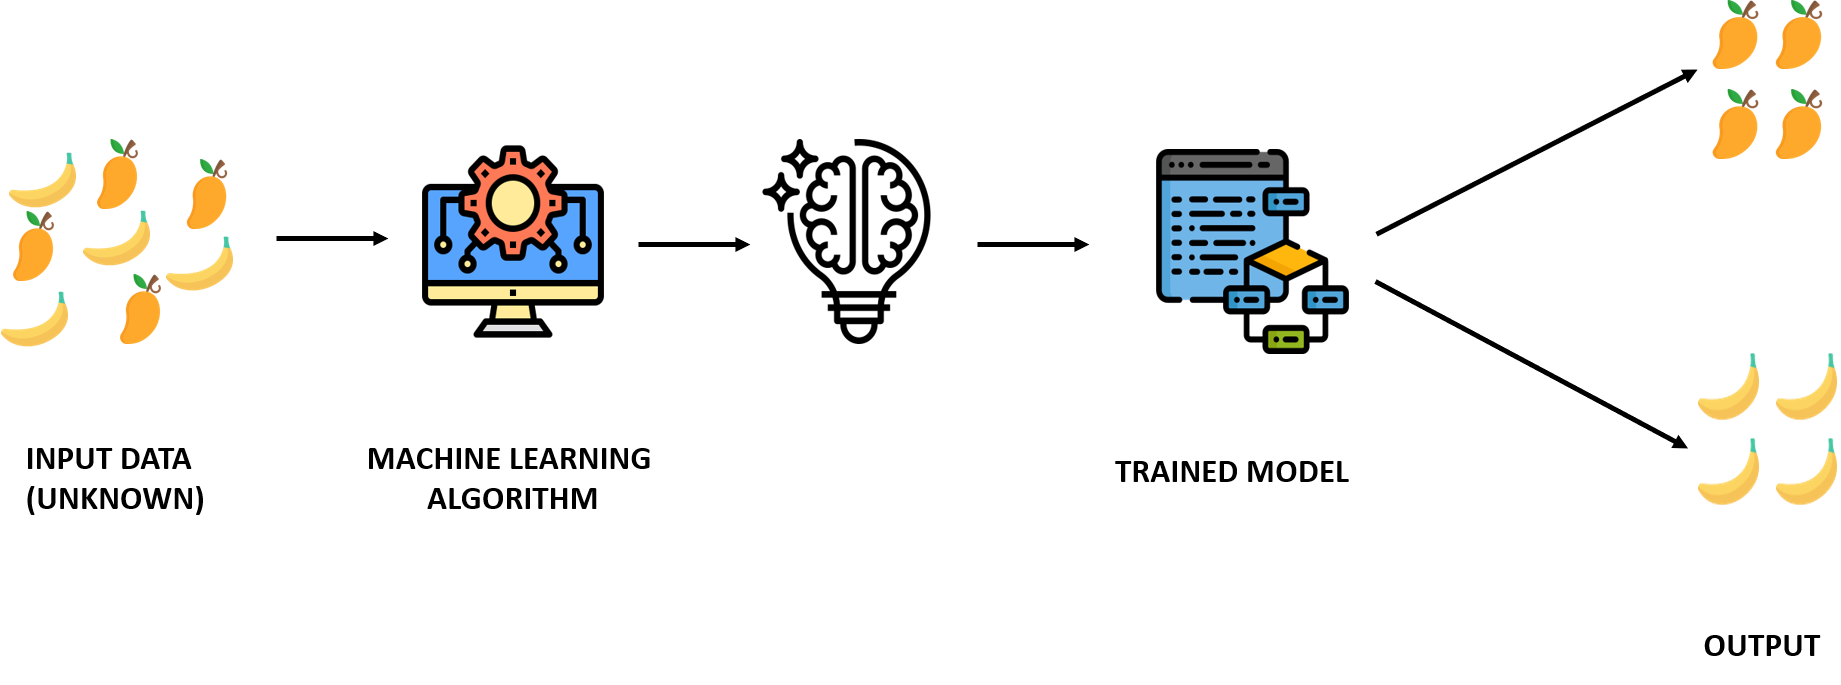 INPUT DATA
(UNKNOWN)
MACHINE LEARNING
ALGORITHM
TRAINED MODEL
OUTPUT